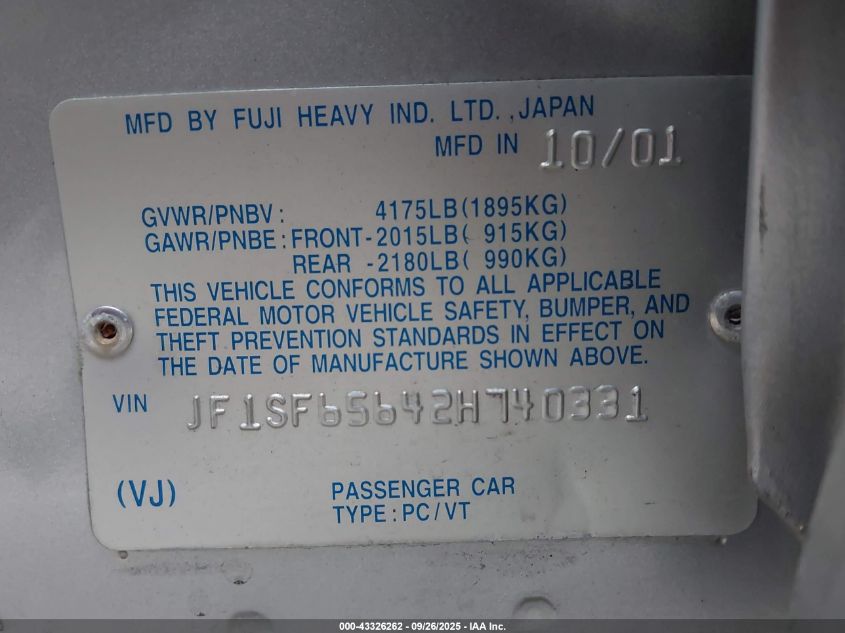 MFD BY FUJI HEAVY IND. LTD.,JAPAN
MFD IN 10/01
GVWR/PNBV: 4175LB(1895KG)
GAWR/PNBE:FRONT-2015LB( 915KG)
REAR -2180LB( 990KG)
THIS VEHICLE CONFORMS TO ALL APPLICABLE
FEDERAL MOTOR VEHICLE SAFETY, BUMPER, AND
THEFT PREVENTION STANDARDS IN EFFECT ON
THE DATE OF MANUFACTURE SHOWN ABOVE.
VIN JF1SF65642H740331
(VJ) PASSENGER CAR
TYPE:PC/VT
000-43326262 - 09/26/2025 - IAA Inc.